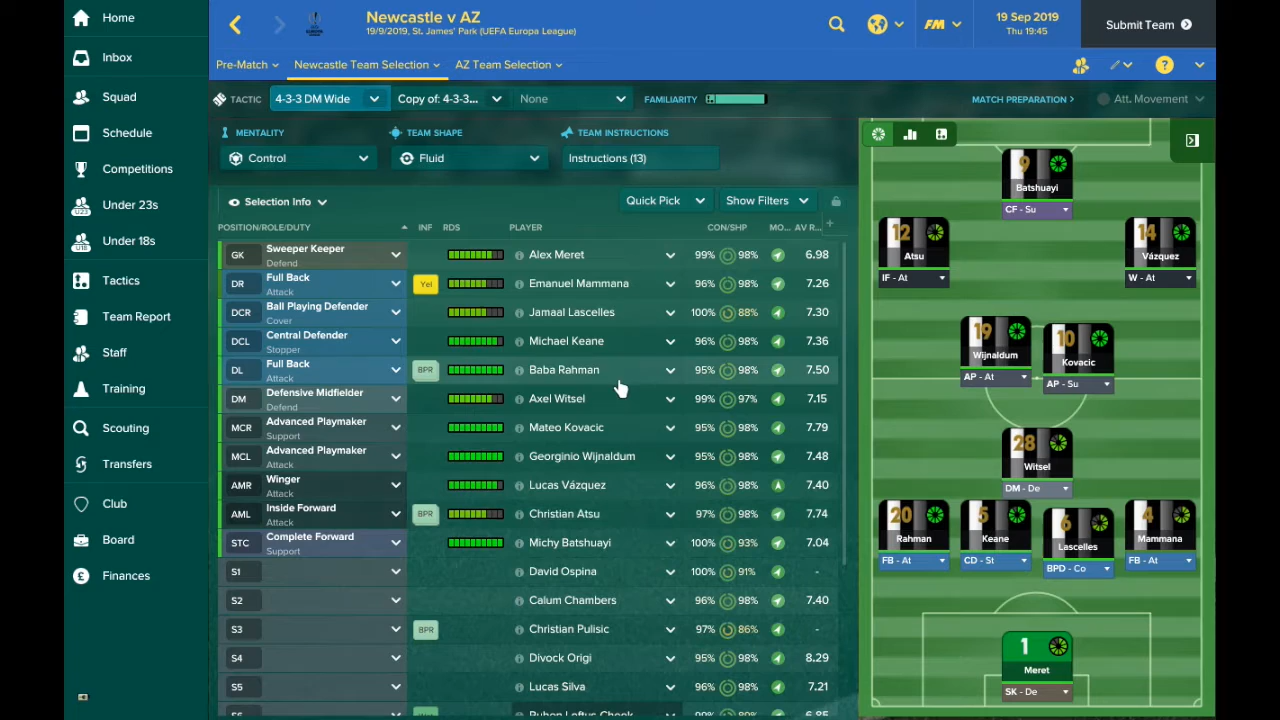 Home
Inbox
Squad
Schedule
Competitions
U23 Under 23s
U18 Under 18s
Tactics
Team Report
Staff
Training
Scouting
Transfers
Club
Board
Finances
Newcastle v AZ
19/9/2019, St. James' Park (UEFA Europa League)
FM
19 Sep 2019
Thu 19:45
Submit Team
Pre-Match
Newcastle Team Selection
AZ Team Selection
?
TACTIC 4-3-3 DM Wide Copy of: 4-3-3... None FAMILIARITY
MATCH PREPARATION > Att. Movement
MENTALITY TEAM SHAPE TEAM INSTRUCTIONS
Control Fluid Instructions (13)
Selection Info Quick Pick Show Filters
POSITION/ROLE/DUTY INF RDS PLAYER CON/SHP MO... AV R...
GK Sweeper Keeper Defend Alex Meret 99% 98% 6.98
DR Full Back Attack Yel Emanuel Mammana 96% 98% 7.26
DCR Ball Playing Defender Cover Jamaal Lascelles 100% 88% 7.30
DCL Central Defender Stopper Michael Keane 96% 98% 7.36
DL Full Back Attack BPR Baba Rahman 95% 98% 7.50
DM Defensive Midfielder Defend Axel Witsel 99% 97% 7.15
MCR Advanced Playmaker Support Mateo Kovacic 95% 98% 7.79
MCL Advanced Playmaker Attack Georginio Wijnaldum 95% 98% 7.48
AMR Winger Attack Lucas Vázquez 96% 98% 7.40
AML Inside Forward Attack BPR Christian Atsu 97% 98% 7.74
STC Complete Forward Support Michy Batshuayi 100% 93% 7.04
S1 David Ospina 100% 91% -
S2 Calum Chambers 96% 98% 7.40
S3 BPR Christian Pulisic 97% 86% -
S4 Divock Origi 95% 98% 8.29
S5 Lucas Silva 96% 98% 7.21
9
Batshuayi
CF - Su
12
Atsu
IF - At
14
Vázquez
W - At
19
Wijnaldum
AP - At
10
Kovacic
AP - Su
28
Witsel
DM - De
20
Rahman
FB - At
5
Keane
CD - St
6
Lascelles
BPD - Co
4
Mammana
FB - At
1
Meret
SK - De